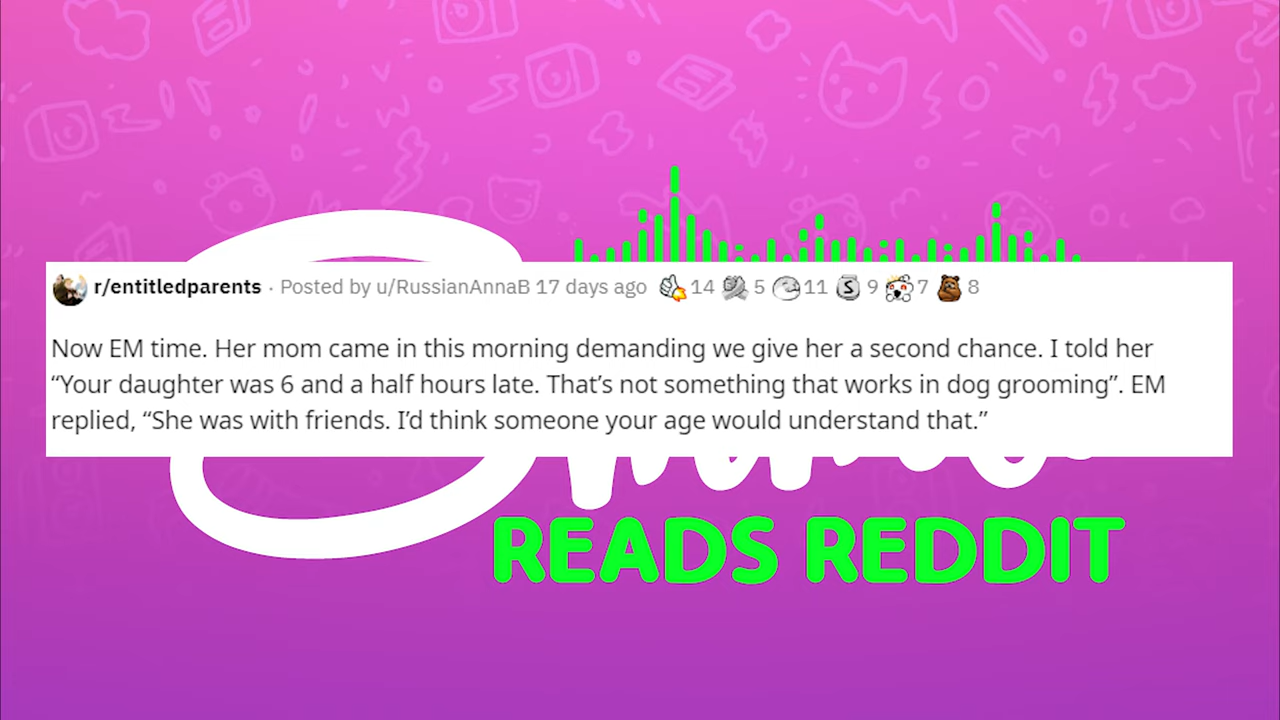 r/entitledparents · Posted by u/RussianAnnaB 17 days ago 14 5 11 9 7 8
Now EM time. Her mom came in this morning demanding we give her a second chance. I told her
“Your daughter was 6 and a half hours late. That’s not something that works in dog grooming”. EM
replied, “She was with friends. I’d think someone your age would understand that.”
READS REDDIT